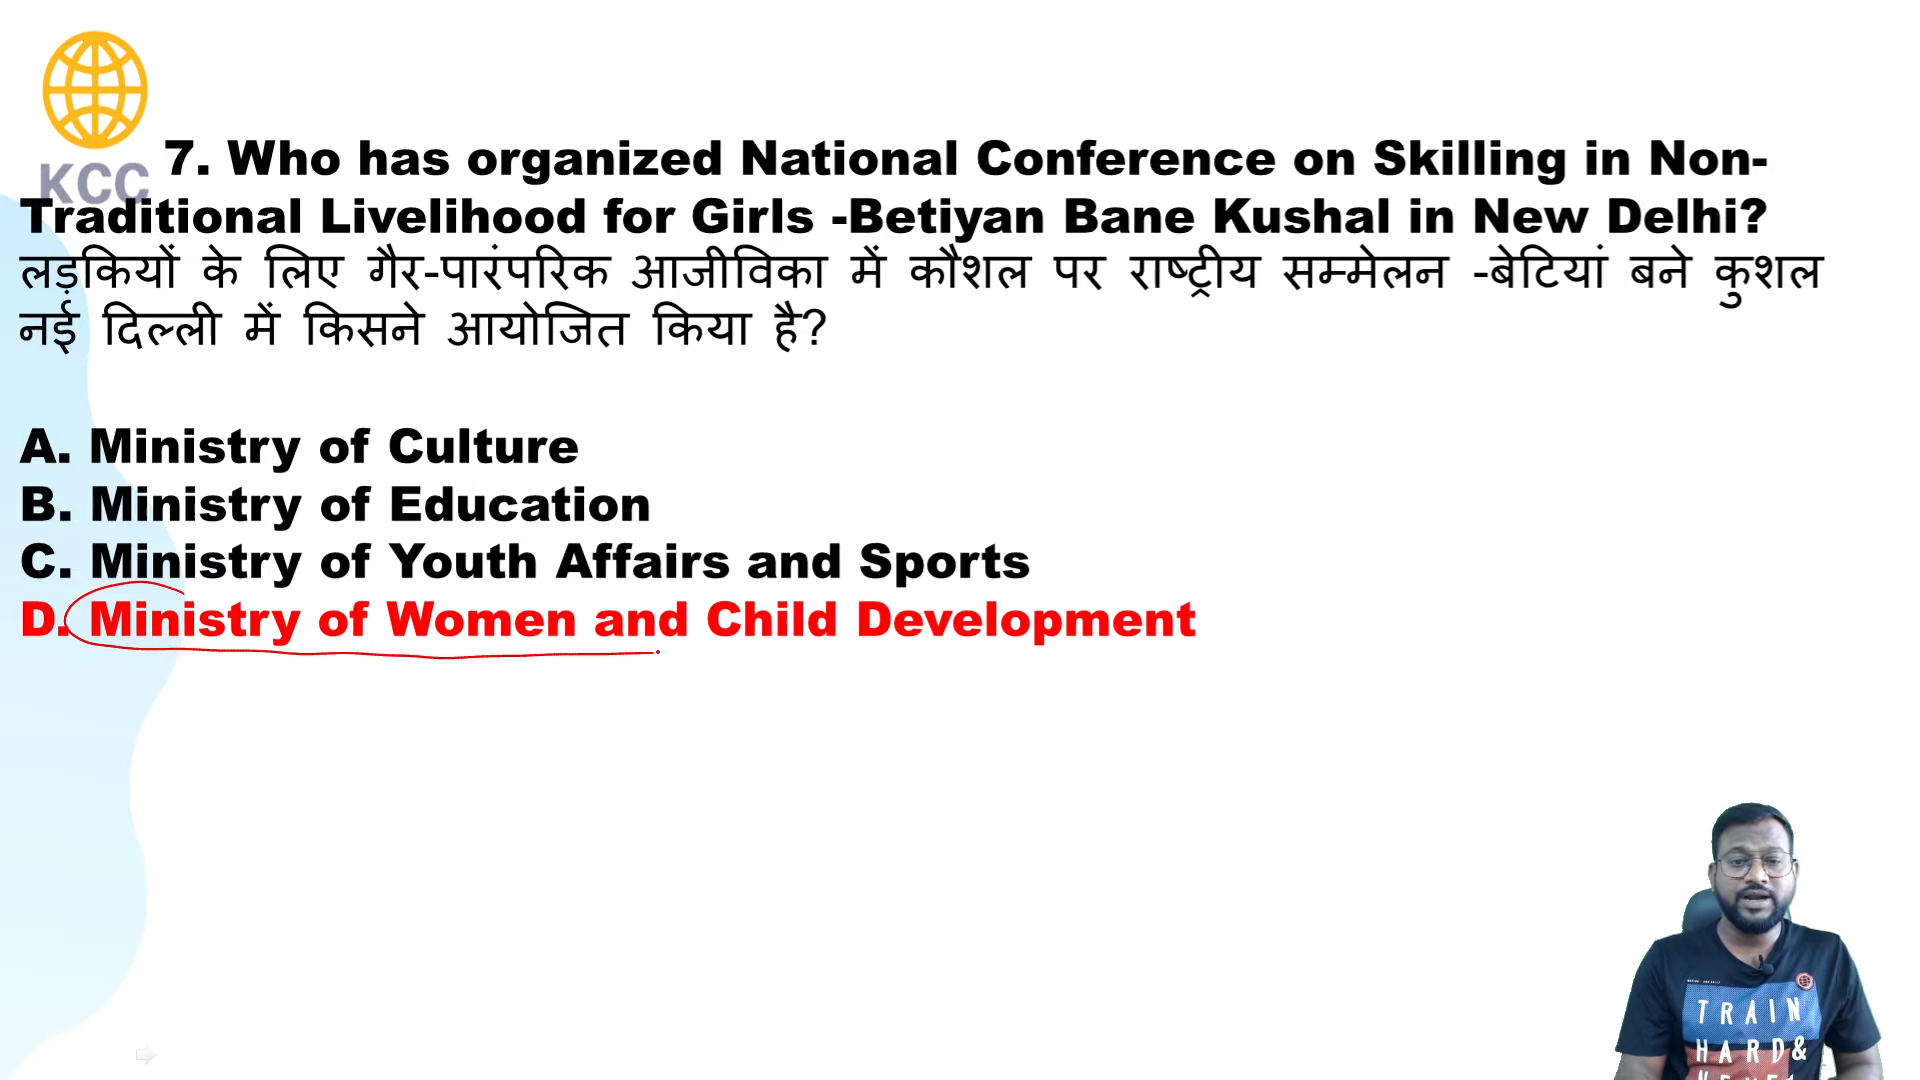 KCC
7. Who has organized National Conference on Skilling in Non-
Traditional Livelihood for Girls -Betiyan Bane Kushal in New Delhi?
लड़कियों के लिए गैर-पारंपरिक आजीविका में कौशल पर राष्ट्रीय सम्मेलन -बेटियां बने कुशल
नई दिल्ली में किसने आयोजित किया है?
A. Ministry of Culture
B. Ministry of Education
C. Ministry of Youth Affairs and Sports
D. Ministry of Women and Child Development
TRAIN
HARD&